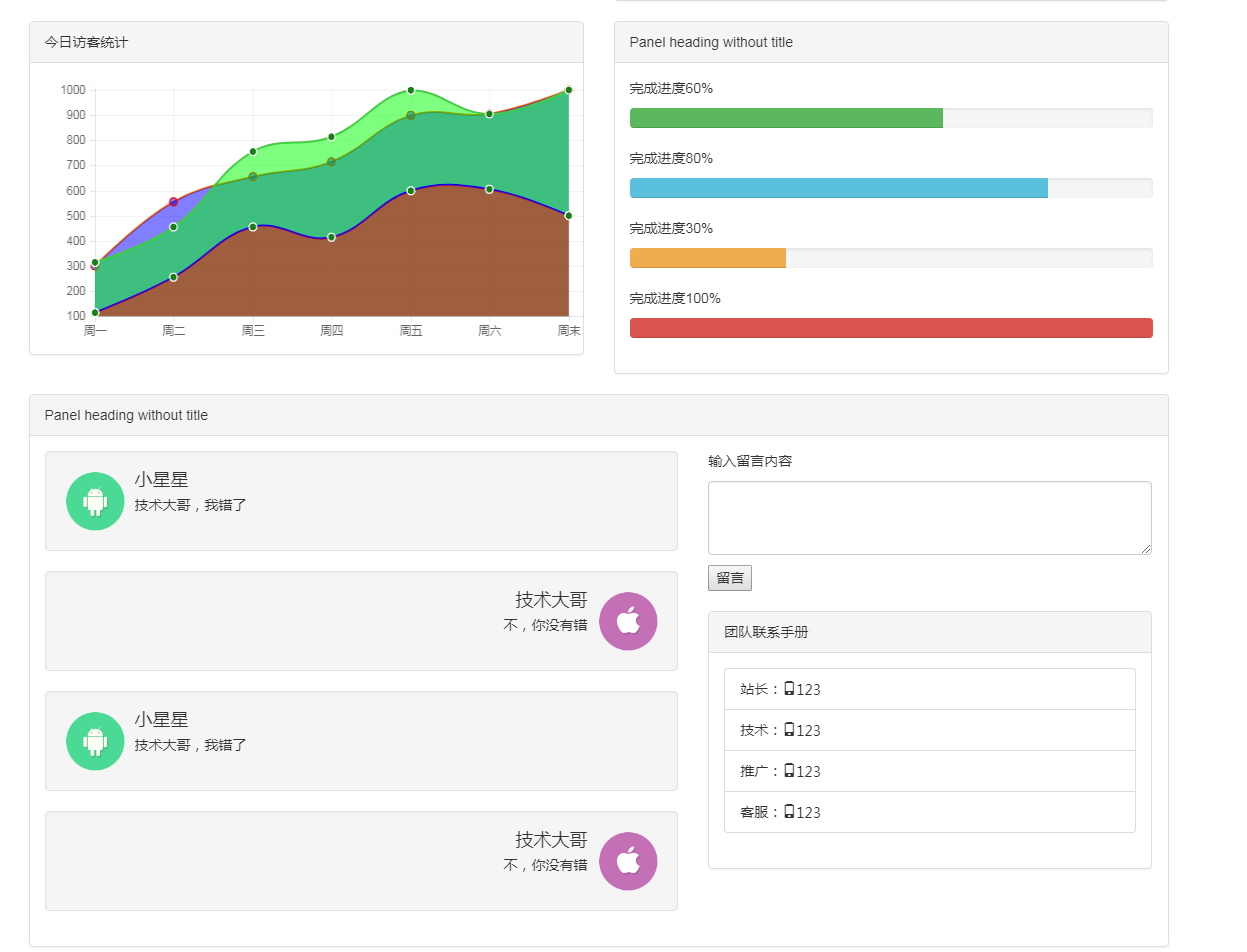 今日访客统计
1000
900
800
700
600
500
400
300
200
100
周一 周二 周三 周四 周五 周六 周末
Panel heading without title
完成进度60%
完成进度80%
完成进度30%
完成进度100%
Panel heading without title
小星星
技术大哥，我错了
技术大哥
不，你没有错
小星星
技术大哥，我错了
技术大哥
不，你没有错
输入留言内容
留言
团队联系手册
站长：123
技术：123
推广：123
客服：123